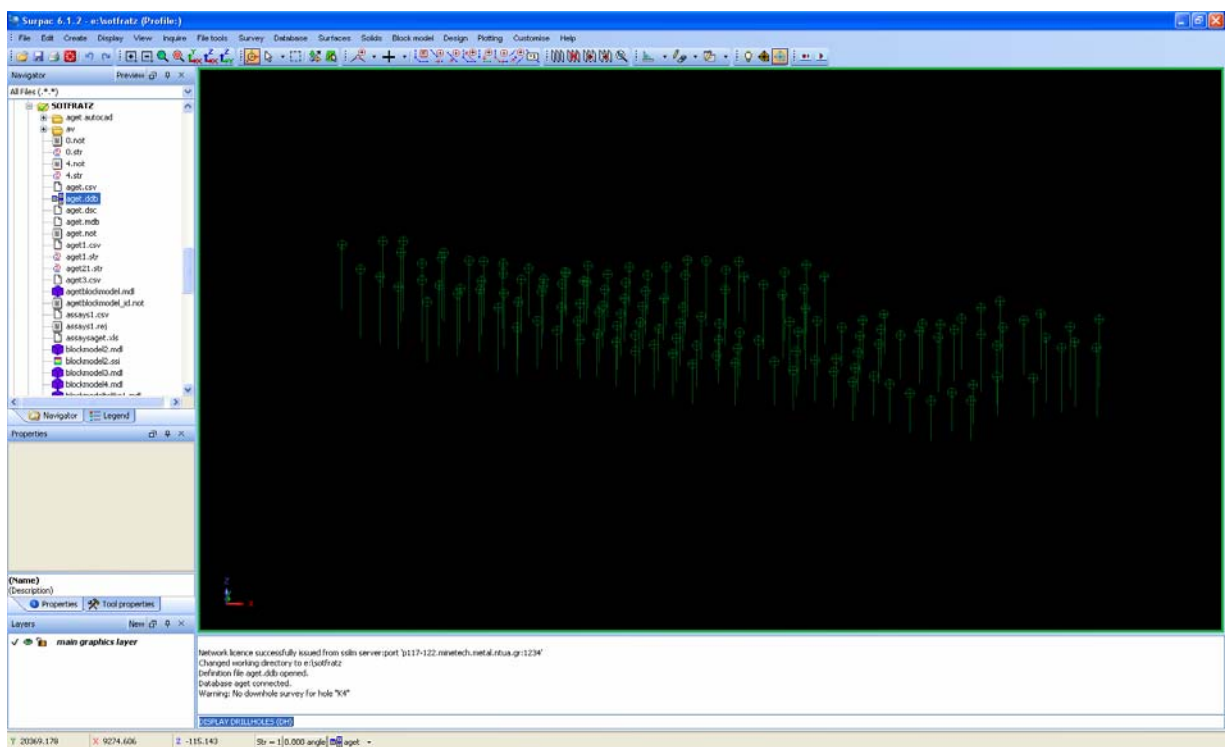 Surpac 6.1.2 - e:\sotfratz (Profile:)
File Edit Create Display View Inquire File tools Survey Database Surfaces Solids Block model Design Plotting Customise Help
Navigator Preview
All Files (*.*)
SOTFRATZ
aget autocad
av
0.not
0.str
4.not
4.str
aget.csv
aget.ddb
aget.dsc
aget.mdb
aget.not
aget1.csv
aget1.str
aget21.str
aget3.csv
agetblockmodel.mdl
agetblockmodel_id.not
assays1.csv
assays1.rej
assaysaget.xls
blockmodel2.mdl
blockmodel2.ssi
blockmodel3.mdl
blockmodel4.mdl
Navigator Legend
Properties
(Name)
(Description)
Properties Tool properties
Layers New
main graphics layer
Z
X
Network licence successfully issued from sslm server:port 'p117-122.minetech.metal.ntua.gr:1234'
Changed working directory to e:\sotfratz
Definition file aget.ddb opened.
Database aget connected.
Warning: No downhole survey for hole "K4"
DISPLAY DRILLHOLES (DH)
Y 20369.178 X 9274.606 Z -115.143 Str = 1 0.000 angle aget